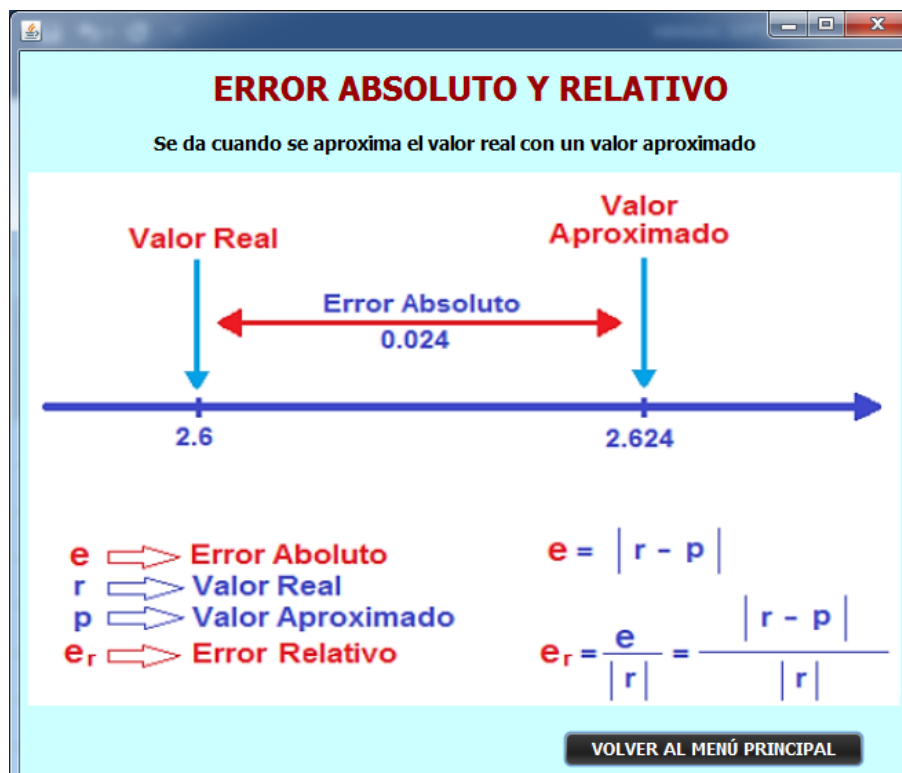 ERROR ABSOLUTO Y RELATIVO
Se da cuando se aproxima el valor real con un valor aproximado
Valor Real
Valor
Aproximado
Error Absoluto
0.024
2.6
2.624
e Error Aboluto
r Valor Real
p Valor Aproximado
er Error Relativo
e = | r - p |
er = e / | r | = | r - p | / | r |
VOLVER AL MENÚ PRINCIPAL